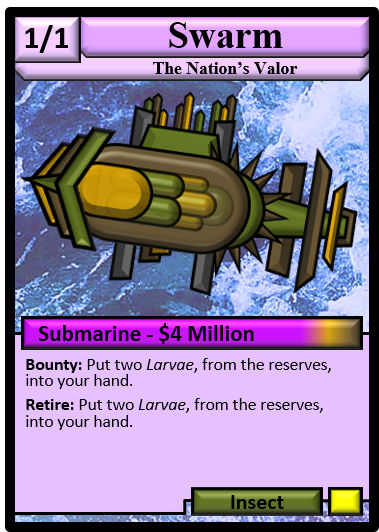 1/1
Swarm
The Nation's Valor
Submarine - $4 Million
Bounty: Put two Larvae, from the reserves,
into your hand.
Retire: Put two Larvae, from the reserves,
into your hand.
Insect